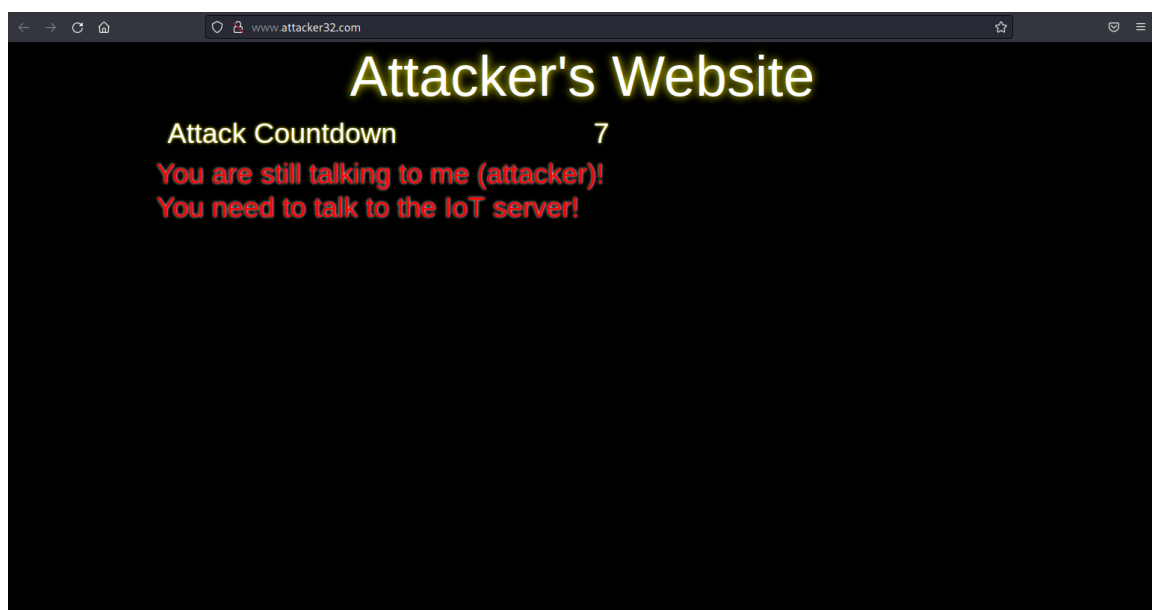 www.attacker32.com
Attacker's Website
Attack Countdown 7
You are still talking to me (attacker)!
You need to talk to the IoT server!